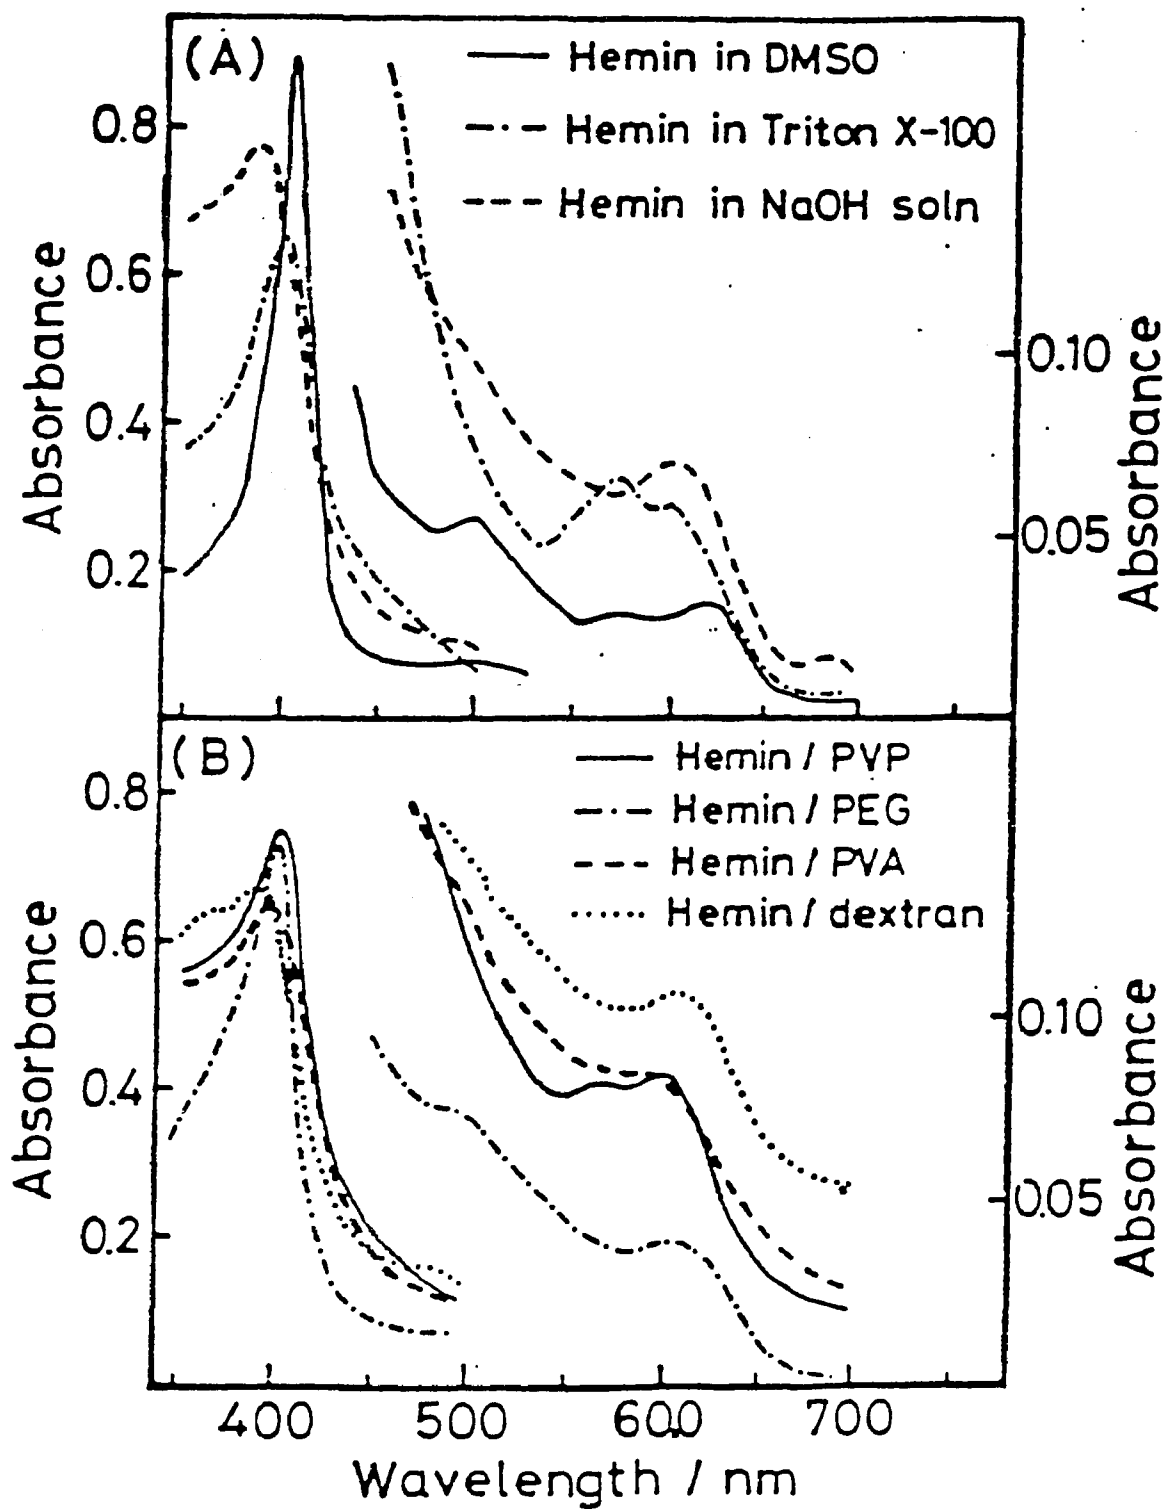 (A)
Hemin in DMSO
Hemin in Triton X-100
Hemin in NaOH soln
0.8
0.6
0.4
0.2
Absorbance
0.10
0.05
Absorbance
(B)
Hemin / PVP
Hemin / PEG
Hemin / PVA
Hemin / dextran
0.8
0.6
0.4
0.2
Absorbance
0.10
0.05
Absorbance
400 500 600 700
Wavelength / nm